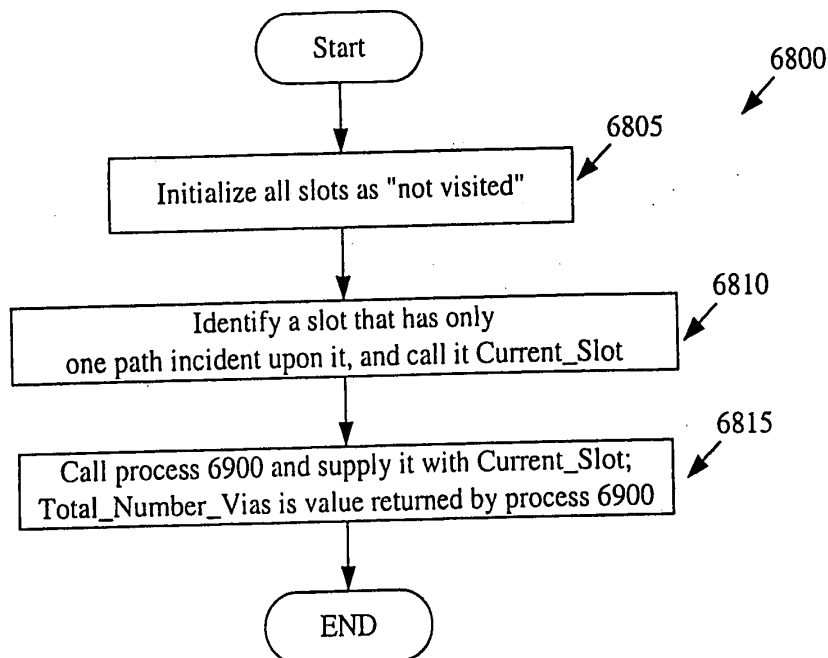 Start
6800
6805
Initialize all slots as "not visited"
6810
Identify a slot that has only
one path incident upon it, and call it Current_Slot
6815
Call process 6900 and supply it with Current_Slot;
Total_Number_Vias is value returned by process 6900
END